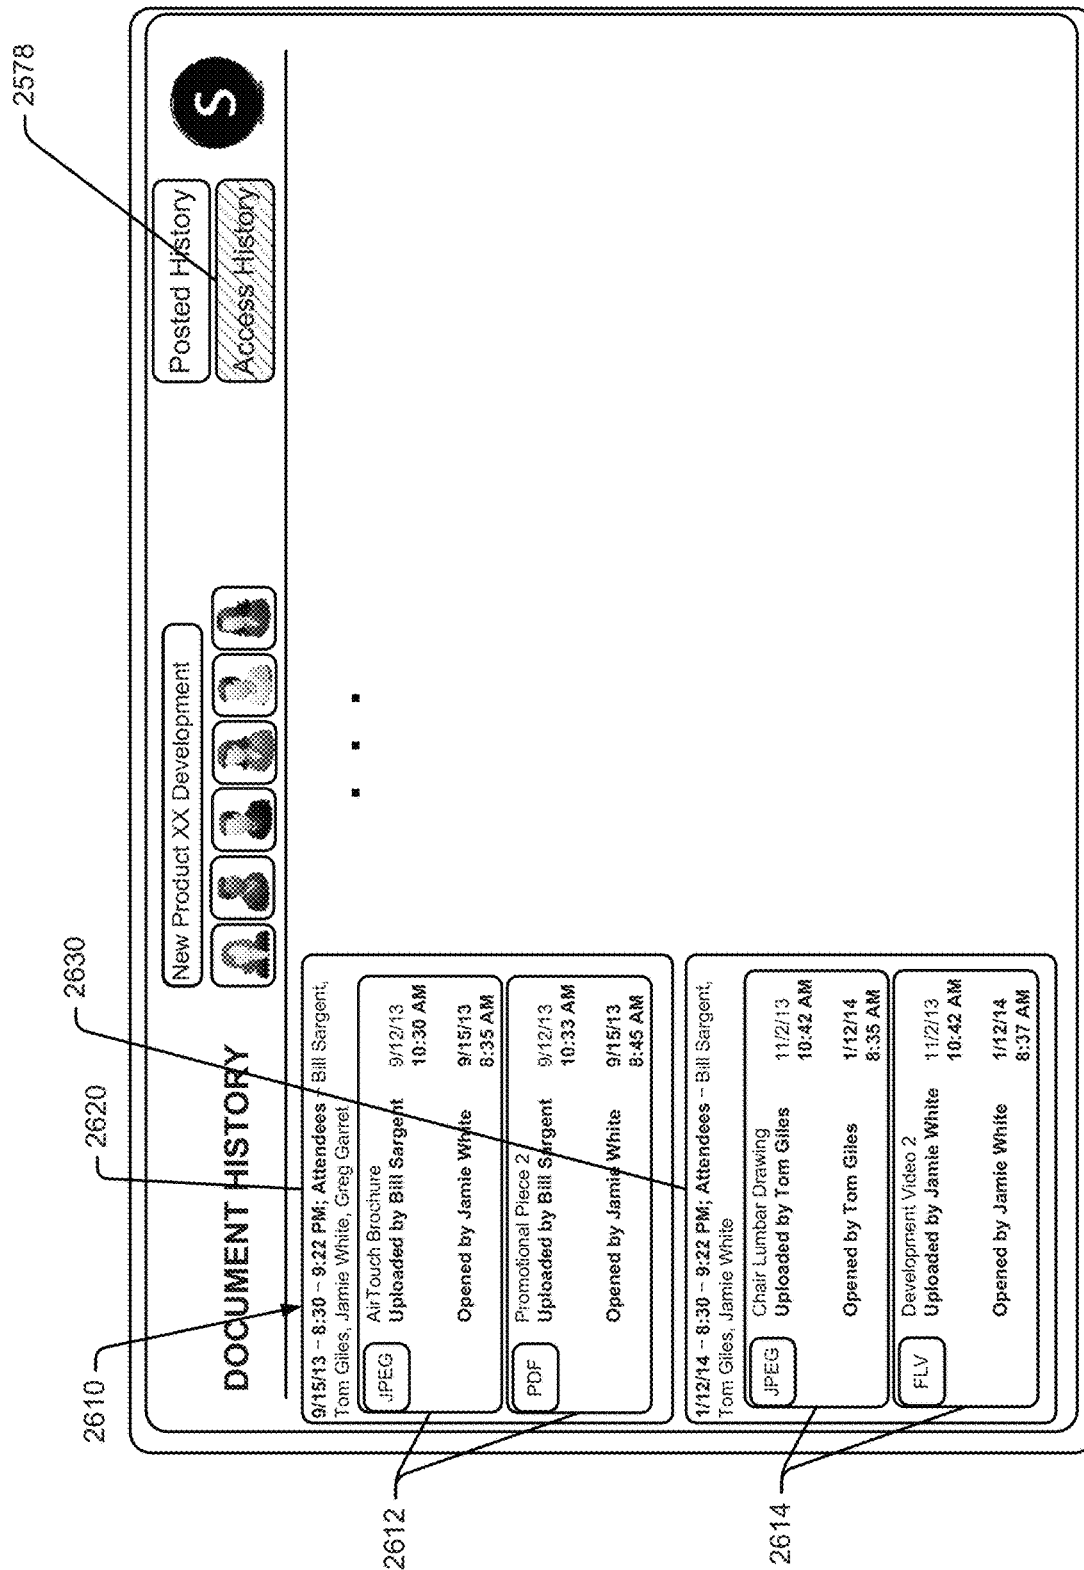 2578
2630
2620
2610
DOCUMENT HISTORY
New Product XX Development
Posted History
Access History
S
9/15/13 -- 8:30 -- 9:22 PM; Attendees -- Bill Sargent,
Tom Giles, Jamie White, Greg Garret
JPEG
AirTouch Brochure
Uploaded by Bill Sargent
9/12/13
10:30 AM
Opened by Jamie White
9/15/13
8:35 AM
PDF
Promotional Piece 2
Uploaded by Bill Sargent
9/12/13
10:33 AM
Opened by Jamie White
9/15/13
8:45 AM
2612
1/12/14 -- 8:30 -- 9:22 PM; Attendees -- Bill Sargent,
Tom Giles, Jamie White
JPEG
Chair Lumbar Drawing
Uploaded by Tom Giles
11/2/13
10:42 AM
Opened by Tom Giles
1/12/14
8:35 AM
FLV
Development Video 2
Uploaded by Jamie White
11/2/13
10:42 AM
Opened by Jamie White
1/12/14
8:37 AM
2614